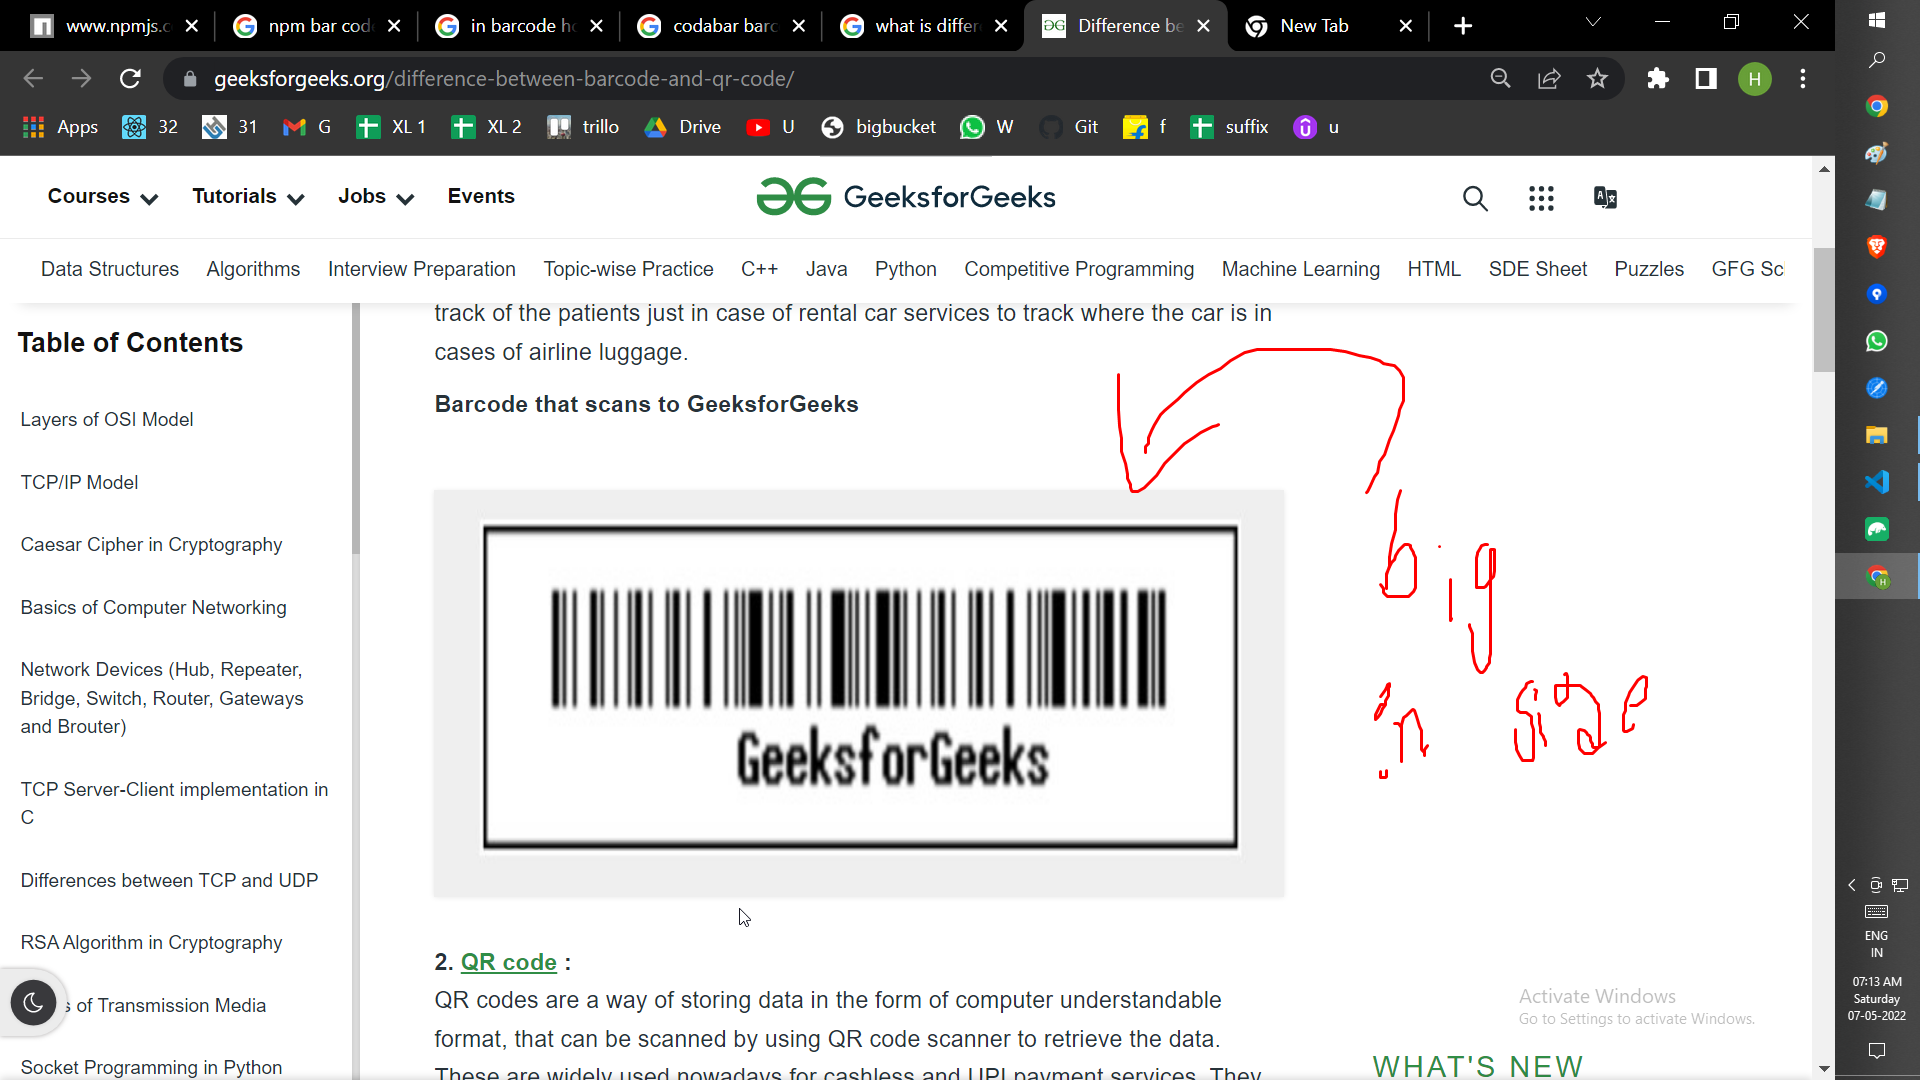 www.npmjs.c
npm bar cod
in barcode h
codabar barc
what is differ
Difference be
New Tab
geeksforgeeks.org/difference-between-barcode-and-qr-code/
H
Apps 32 31 G XL 1 XL 2 trillo Drive U bigbucket W Git f suffix u
Courses Tutorials Jobs Events
GeeksforGeeks
Data Structures Algorithms Interview Preparation Topic-wise Practice C++ Java Python Competitive Programming Machine Learning HTML SDE Sheet Puzzles GFG Sc
Table of Contents
Layers of OSI Model
TCP/IP Model
Caesar Cipher in Cryptography
Basics of Computer Networking
Network Devices (Hub, Repeater,
Bridge, Switch, Router, Gateways
and Brouter)
TCP Server-Client implementation in
C
Differences between TCP and UDP
RSA Algorithm in Cryptography
s of Transmission Media
Socket Programming in Python
track of the patients just in case of rental car services to track where the car is in
cases of airline luggage.
Barcode that scans to GeeksforGeeks
GeeksforGeeks
big
in size
2. QR code :
QR codes are a way of storing data in the form of computer understandable
format, that can be scanned by using QR code scanner to retrieve the data.
These are widely used nowadays for cashless and UPI payment services. They
Activate Windows
Go to Settings to activate Windows.
WHAT'S NEW
ENG
IN
07:13 AM
Saturday
07-05-2022